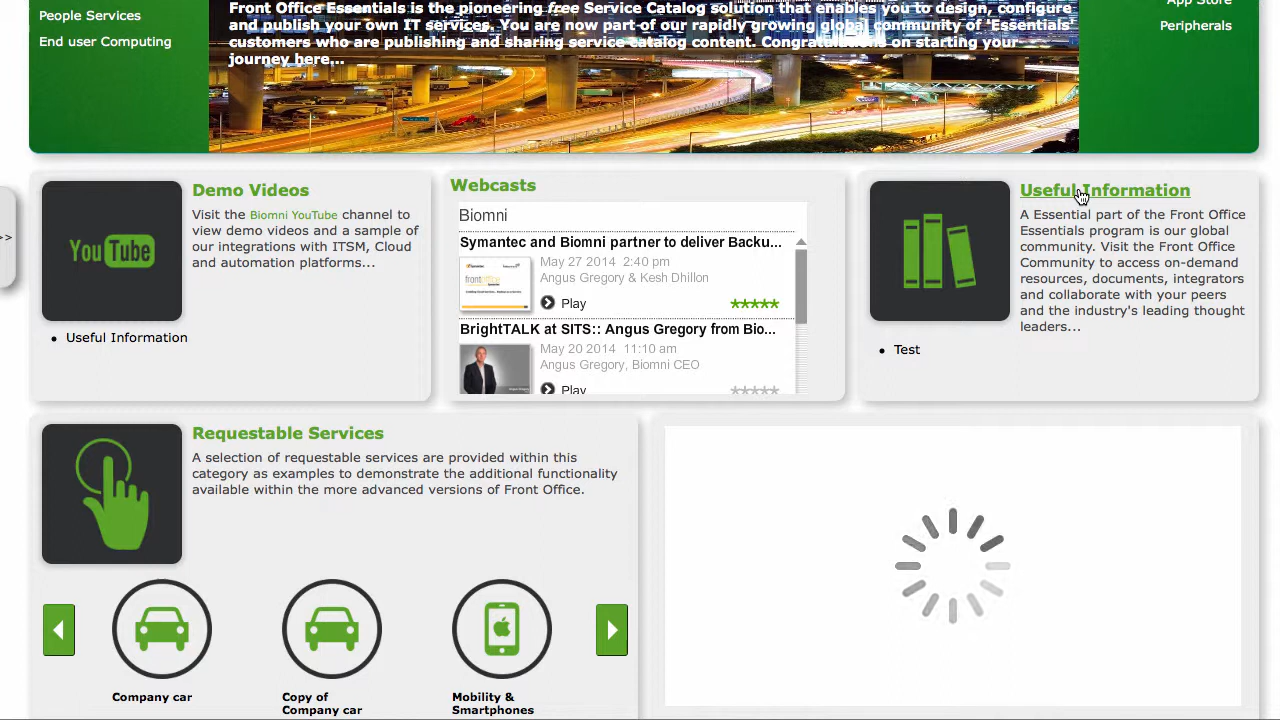 People Services
End user Computing
Front Office Essentials is the pioneering free Service Catalog solution that enables you to design, configure
and publish your own IT services. You are now part of our rapidly growing global community of 'Essentials'
customers who are publishing and sharing service catalog content. Congratulations on starting your
journey here...
App Store
Peripherals
>>
You Tube
Demo Videos
Visit the Biomni YouTube channel to
view demo videos and a sample of
our integrations with ITSM, Cloud
and automation platforms...
• Useful Information
Webcasts
Biomni
Symantec and Biomni partner to deliver Backu...
May 27 2014 2:40 pm
Angus Gregory & Kesh Dhillon
Play
BrightTALK at SITS:: Angus Gregory from Bio...
May 20 2014 11:10 am
Angus Gregory, Biomni CEO
Play
Useful Information
A Essential part of the Front Office
Essentials program is our global
community. Visit the Front Office
Community to access on-demand
resources, documents, integrators
and collaborate with your peers
and the industry's leading thought
leaders...
• Test
Requestable Services
A selection of requestable services are provided within this
category as examples to demonstrate the additional functionality
available within the more advanced versions of Front Office.
Company car
Copy of
Company car
Mobility &
Smartphones